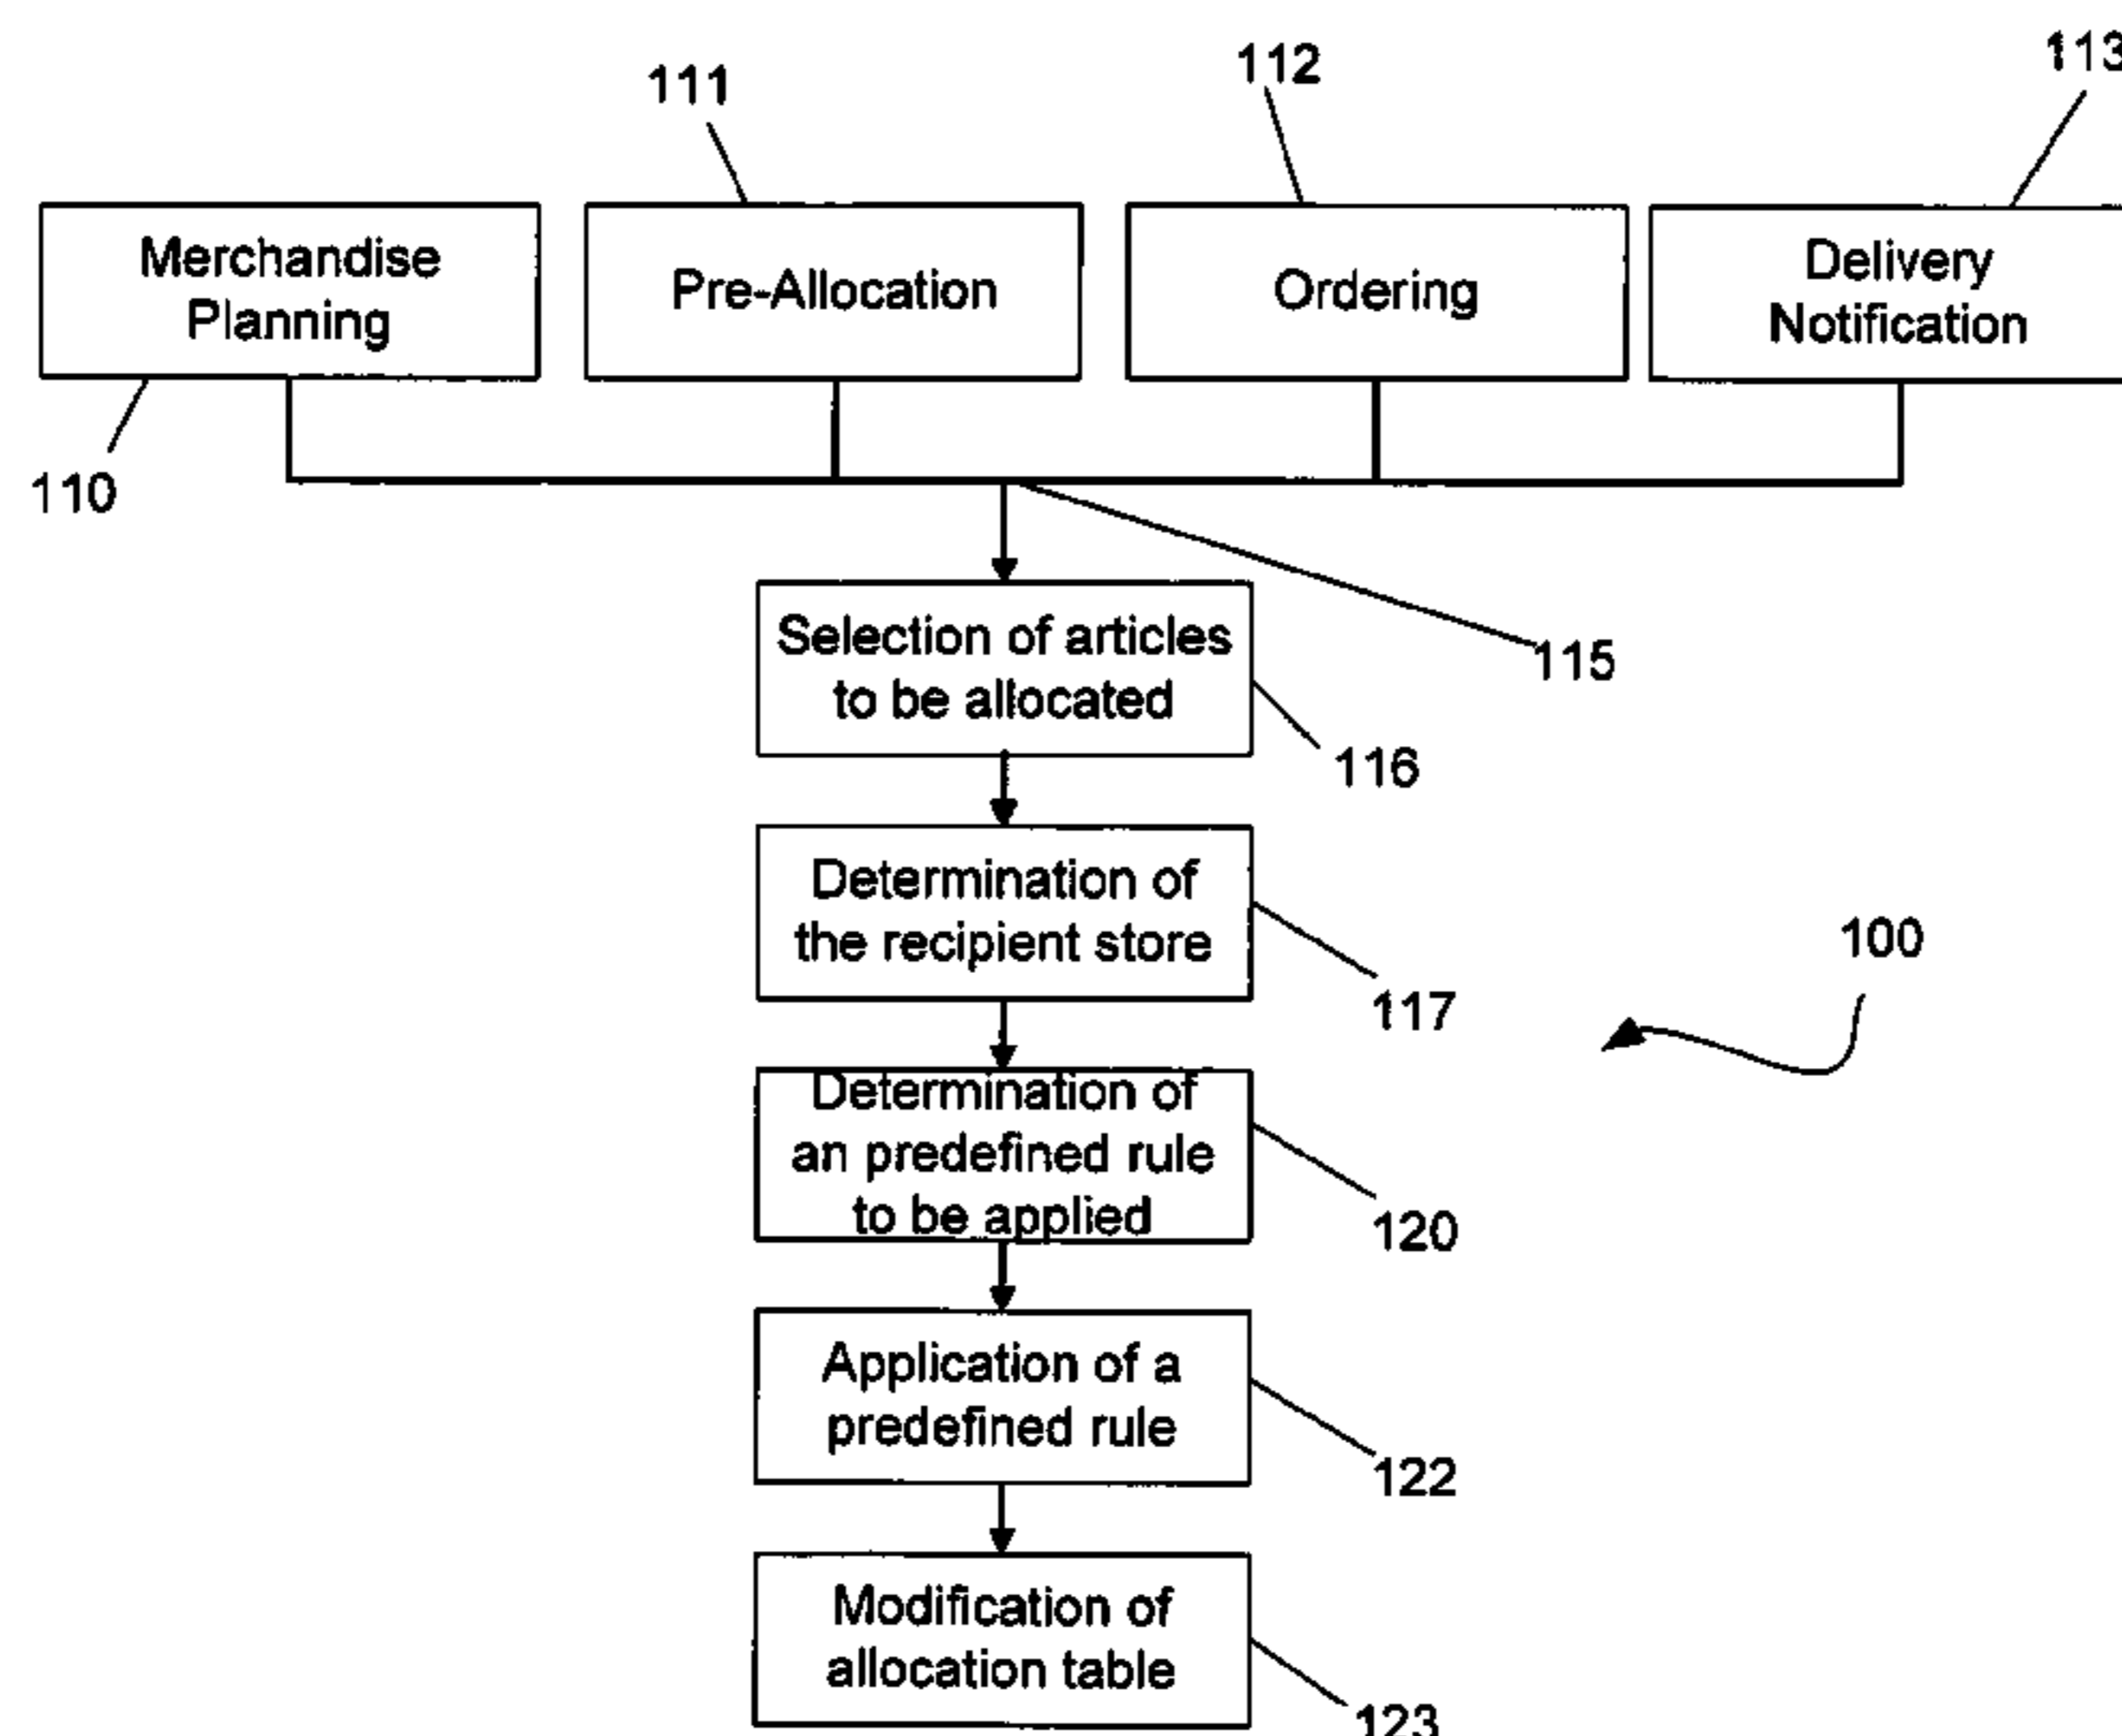 111
112
113
Merchandise
Planning
Pre-Allocation
Ordering
Delivery
Notification
110
Selection of articles
to be allocated
115
116
Determination of
the recipient store
117
100
Determination of
an predefined rule
to be applied
120
Application of a
predefined rule
122
Modification of
allocation table
123